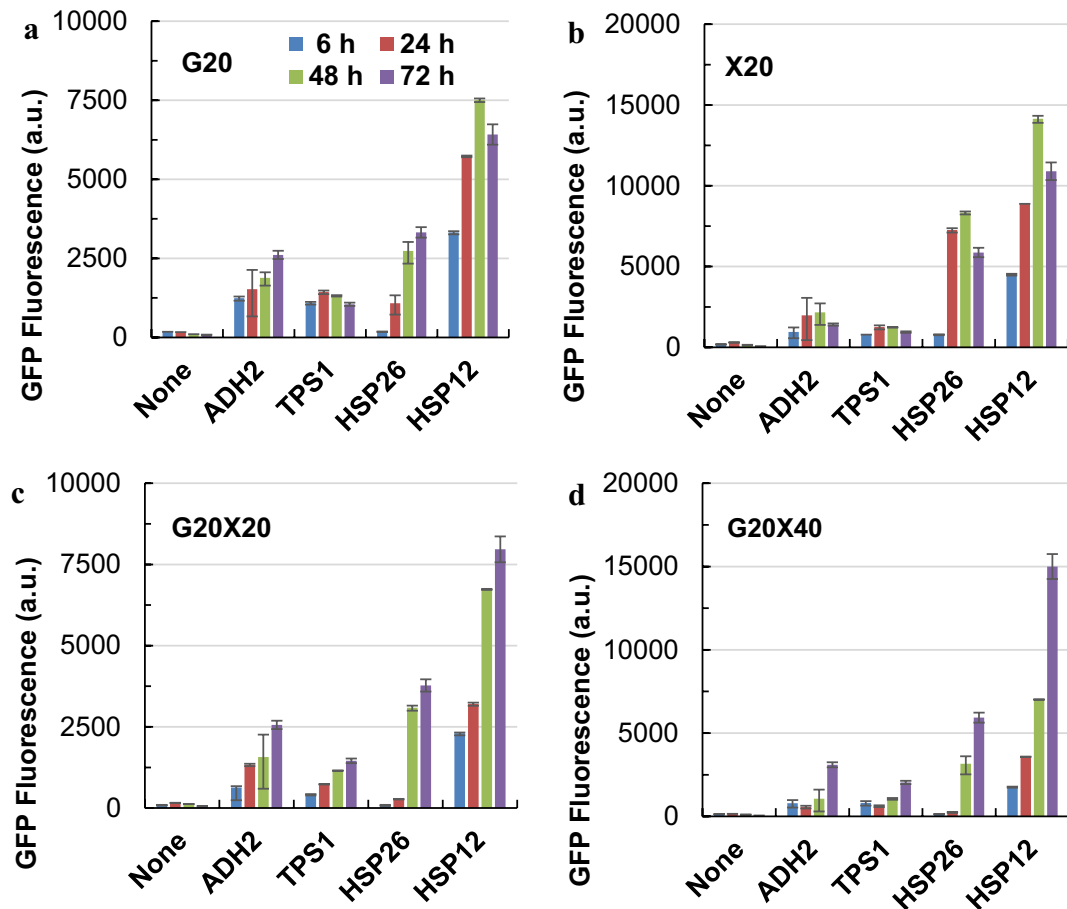 a
10000
7500
5000
2500
0
GFP Fluorescence (a.u.)
G20
6 h 24 h
48 h 72 h
None ADH2 TPS1 HSP26 HSP12
b
20000
15000
10000
5000
0
GFP Fluorescence (a.u.)
X20
None ADH2 TPS1 HSP26 HSP12
c
10000
7500
5000
2500
0
GFP Fluorescence (a.u.)
G20X20
None ADH2 TPS1 HSP26 HSP12
d
20000
15000
10000
5000
0
GFP Fluorescence (a.u.)
G20X40
None ADH2 TPS1 HSP26 HSP12